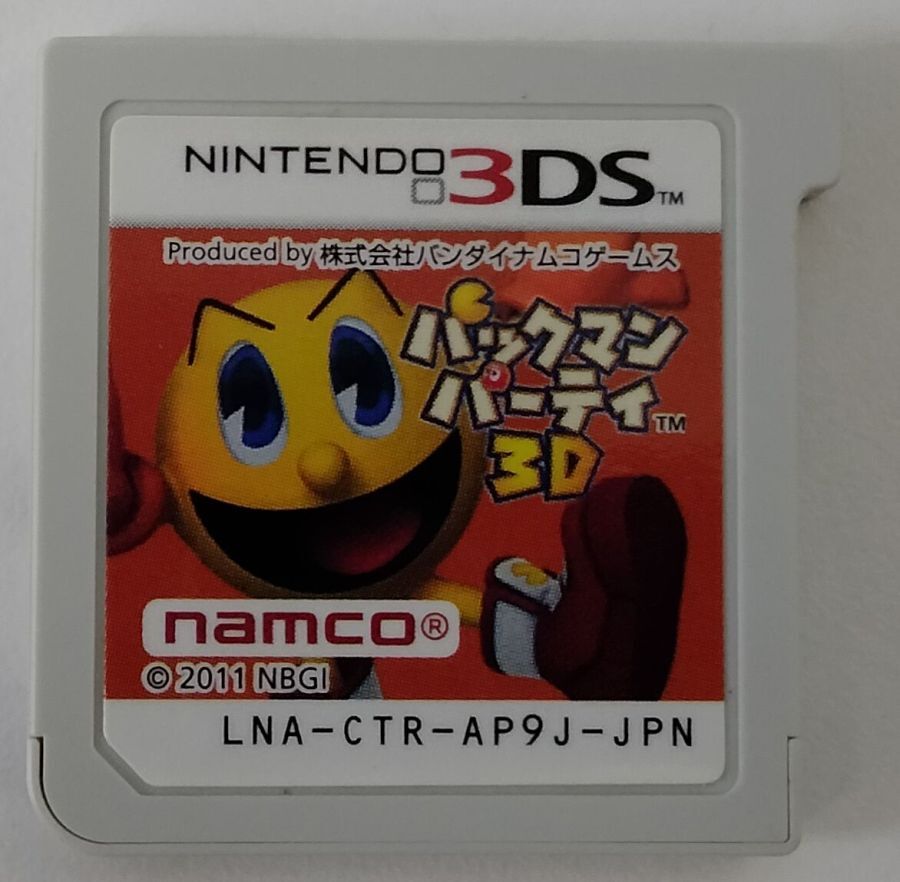 NINTENDO 3DS™
Produced by 株式会社バンダイナムコゲームス
パックマン
パーティ™
3D
namco®
© 2011 NBGI
LNA-CTR-AP9J-JPN